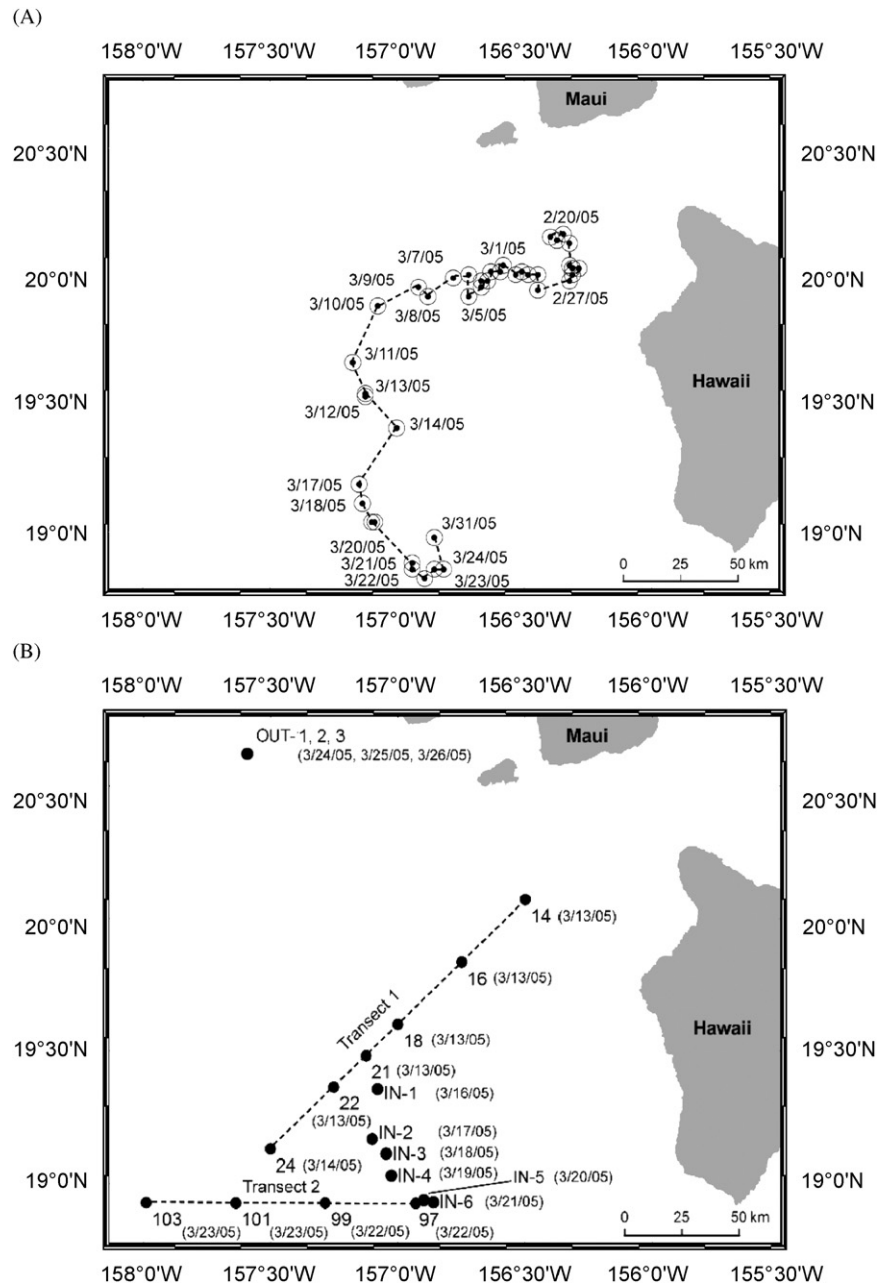 (A)
158°0'W 157°30'W 157°0'W 156°30'W 156°0'W 155°30'W
Maui
20°30'N 20°30'N
2/20/05
3/1/05
3/7/05
20°0'N 20°0'N
3/9/05
2/27/05
3/10/05
3/8/05 3/5/05
3/11/05
3/13/05
Hawaii
19°30'N 19°30'N
3/12/05
3/14/05
3/17/05
3/18/05
3/31/05
19°0'N 19°0'N
3/20/05
3/21/05 3/24/05
3/22/05 3/23/05
0 25 50 km
158°0'W 157°30'W 157°0'W 156°30'W 156°0'W 155°30'W
(B)
158°0'W 157°30'W 157°0'W 156°30'W 156°0'W 155°30'W
OUT-1, 2, 3
(3/24/05, 3/25/05, 3/26/05)
Maui
20°30'N 20°30'N
14 (3/13/05)
20°0'N 20°0'N
16 (3/13/05)
Transect 1
18 (3/13/05)
Hawaii
19°30'N 19°30'N
21 (3/13/05)
IN-1 (3/16/05)
22
(3/13/05)
IN-2 (3/17/05)
IN-3 (3/18/05)
24 (3/14/05)
IN-4 (3/19/05)
IN-5 (3/20/05)
19°0'N 19°0'N
Transect 2
IN-6 (3/21/05)
103 101 99 97
(3/23/05) (3/23/05) (3/22/05) (3/22/05)
0 25 50 km
158°0'W 157°30'W 157°0'W 156°30'W 156°0'W 155°30'W